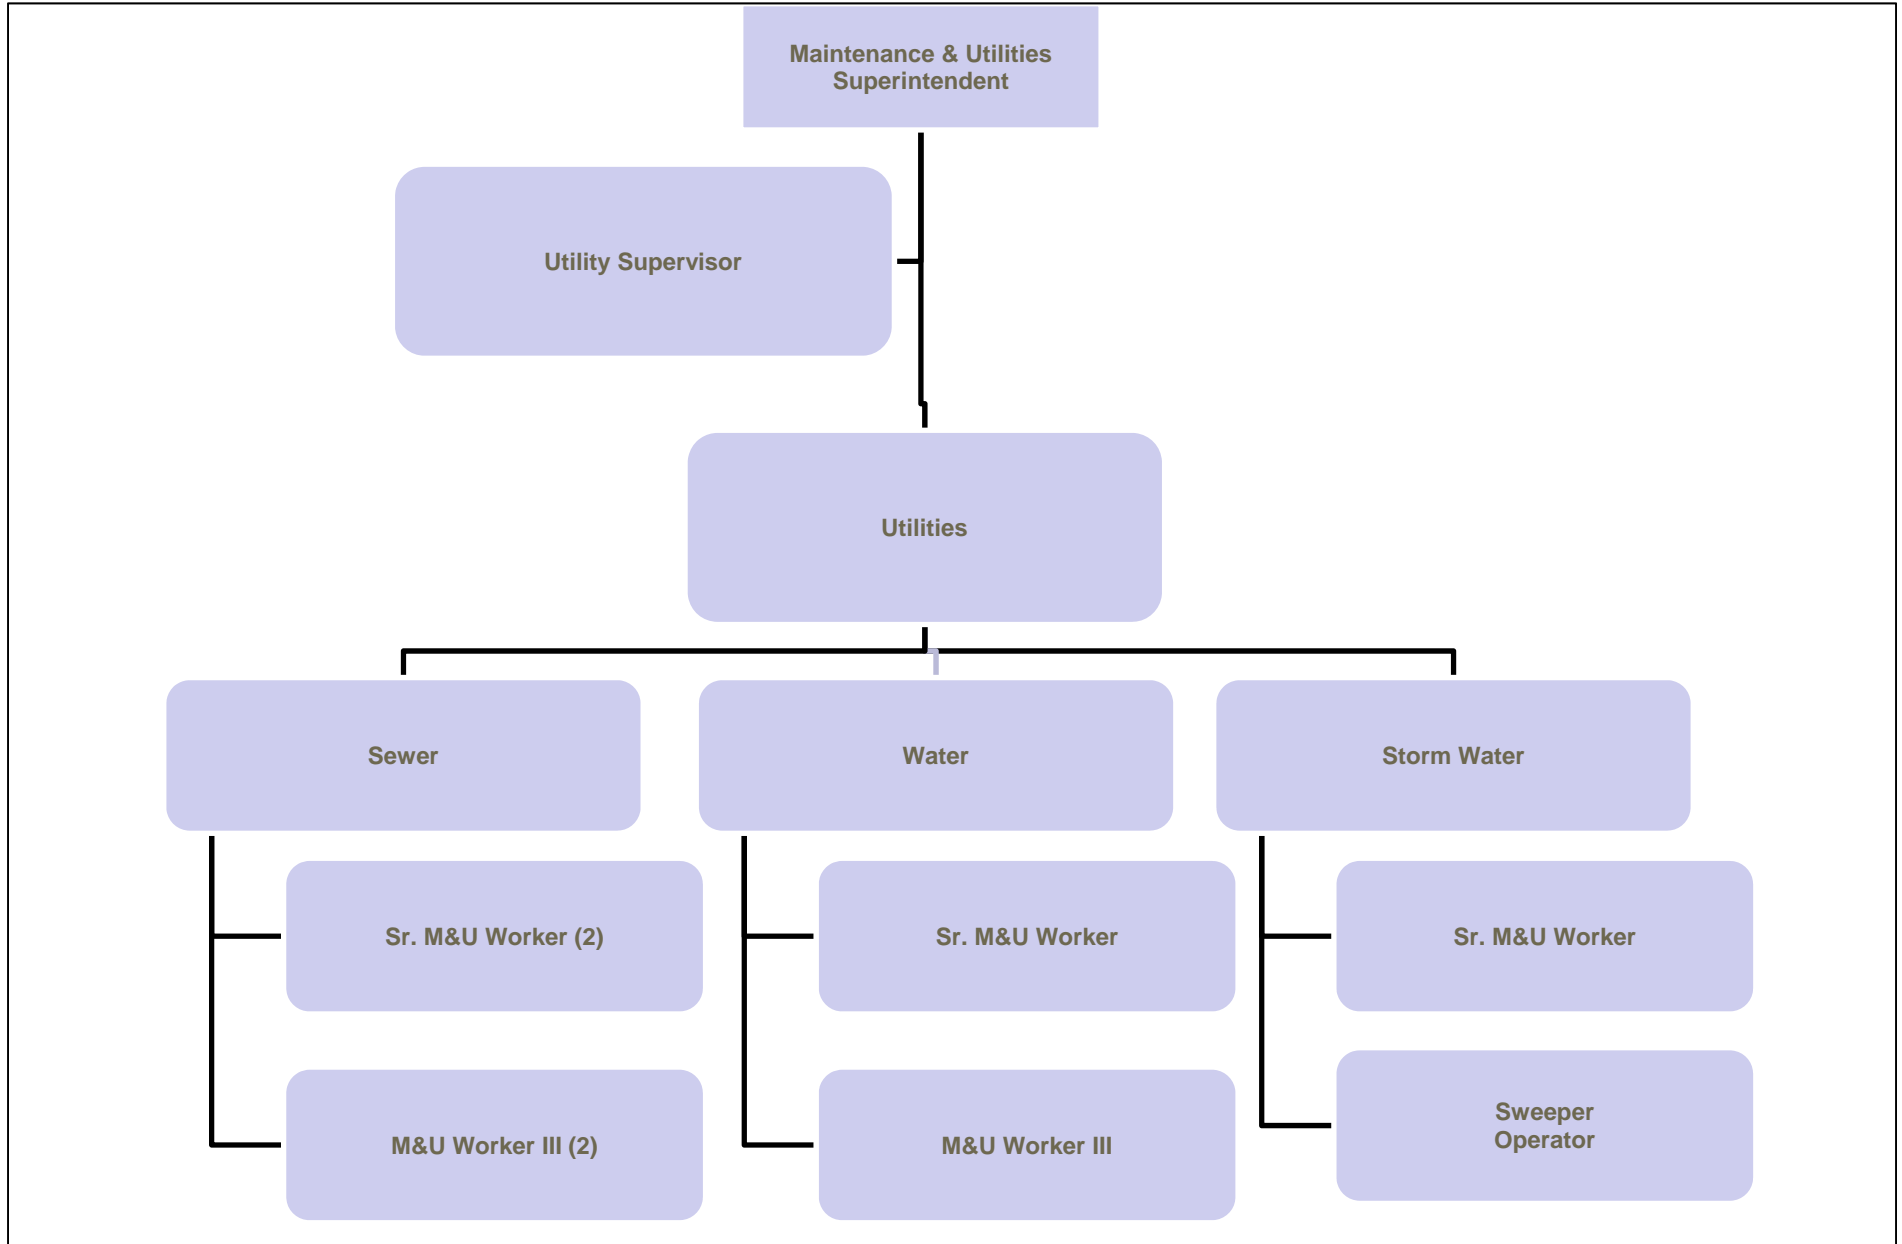 Maintenance & Utilities
Superintendent
Utility Supervisor
Utilities
Sewer
Water
Storm Water
Sr. M&U Worker (2)
Sr. M&U Worker
Sr. M&U Worker
M&U Worker III (2)
M&U Worker III
Sweeper
Operator